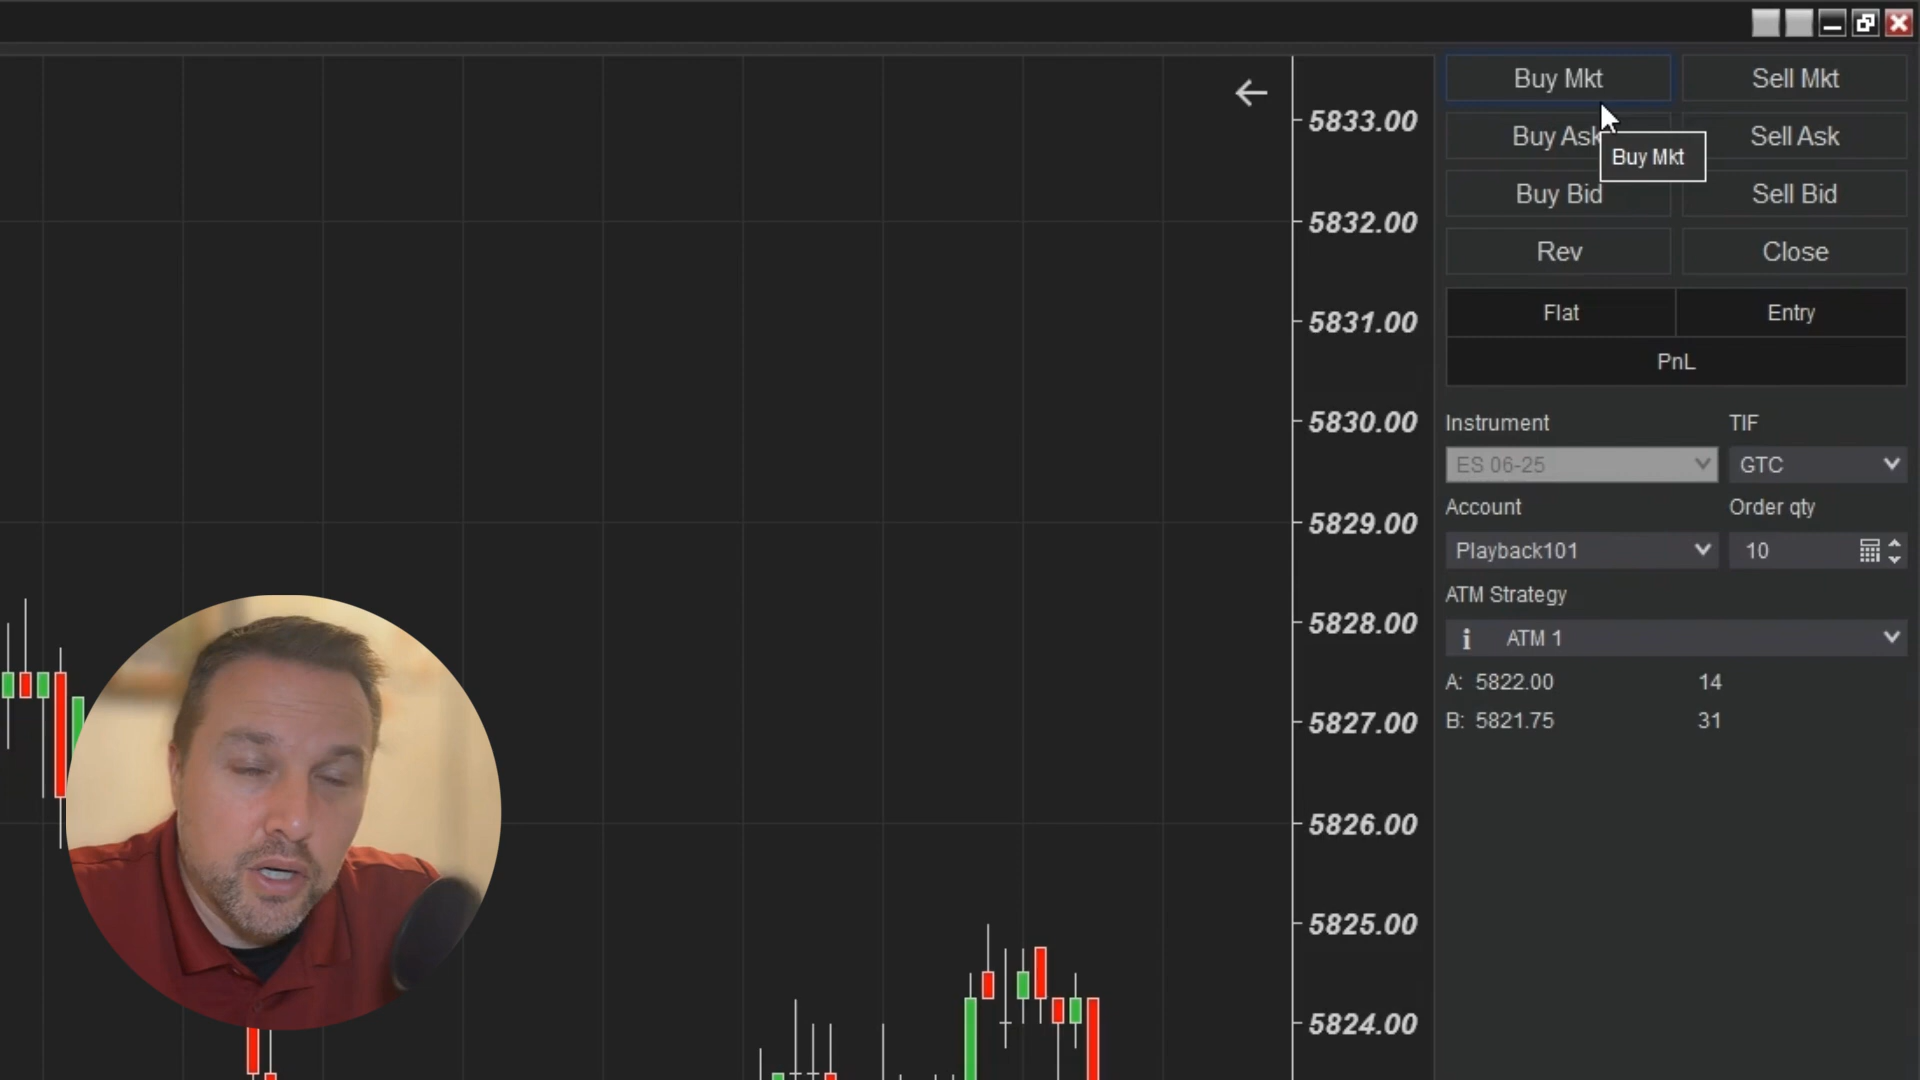 Buy Mkt Sell Mkt
Buy Ask Sell Ask
Buy Mkt
Buy Bid Sell Bid
Rev Close
Flat Entry
PnL
Instrument TIF
ES 06-25 GTC
Account Order qty
Playback101 10
ATM Strategy
i ATM 1
A: 5822.00 14
B: 5821.75 31
5833.00
5832.00
5831.00
5830.00
5829.00
5828.00
5827.00
5826.00
5825.00
5824.00